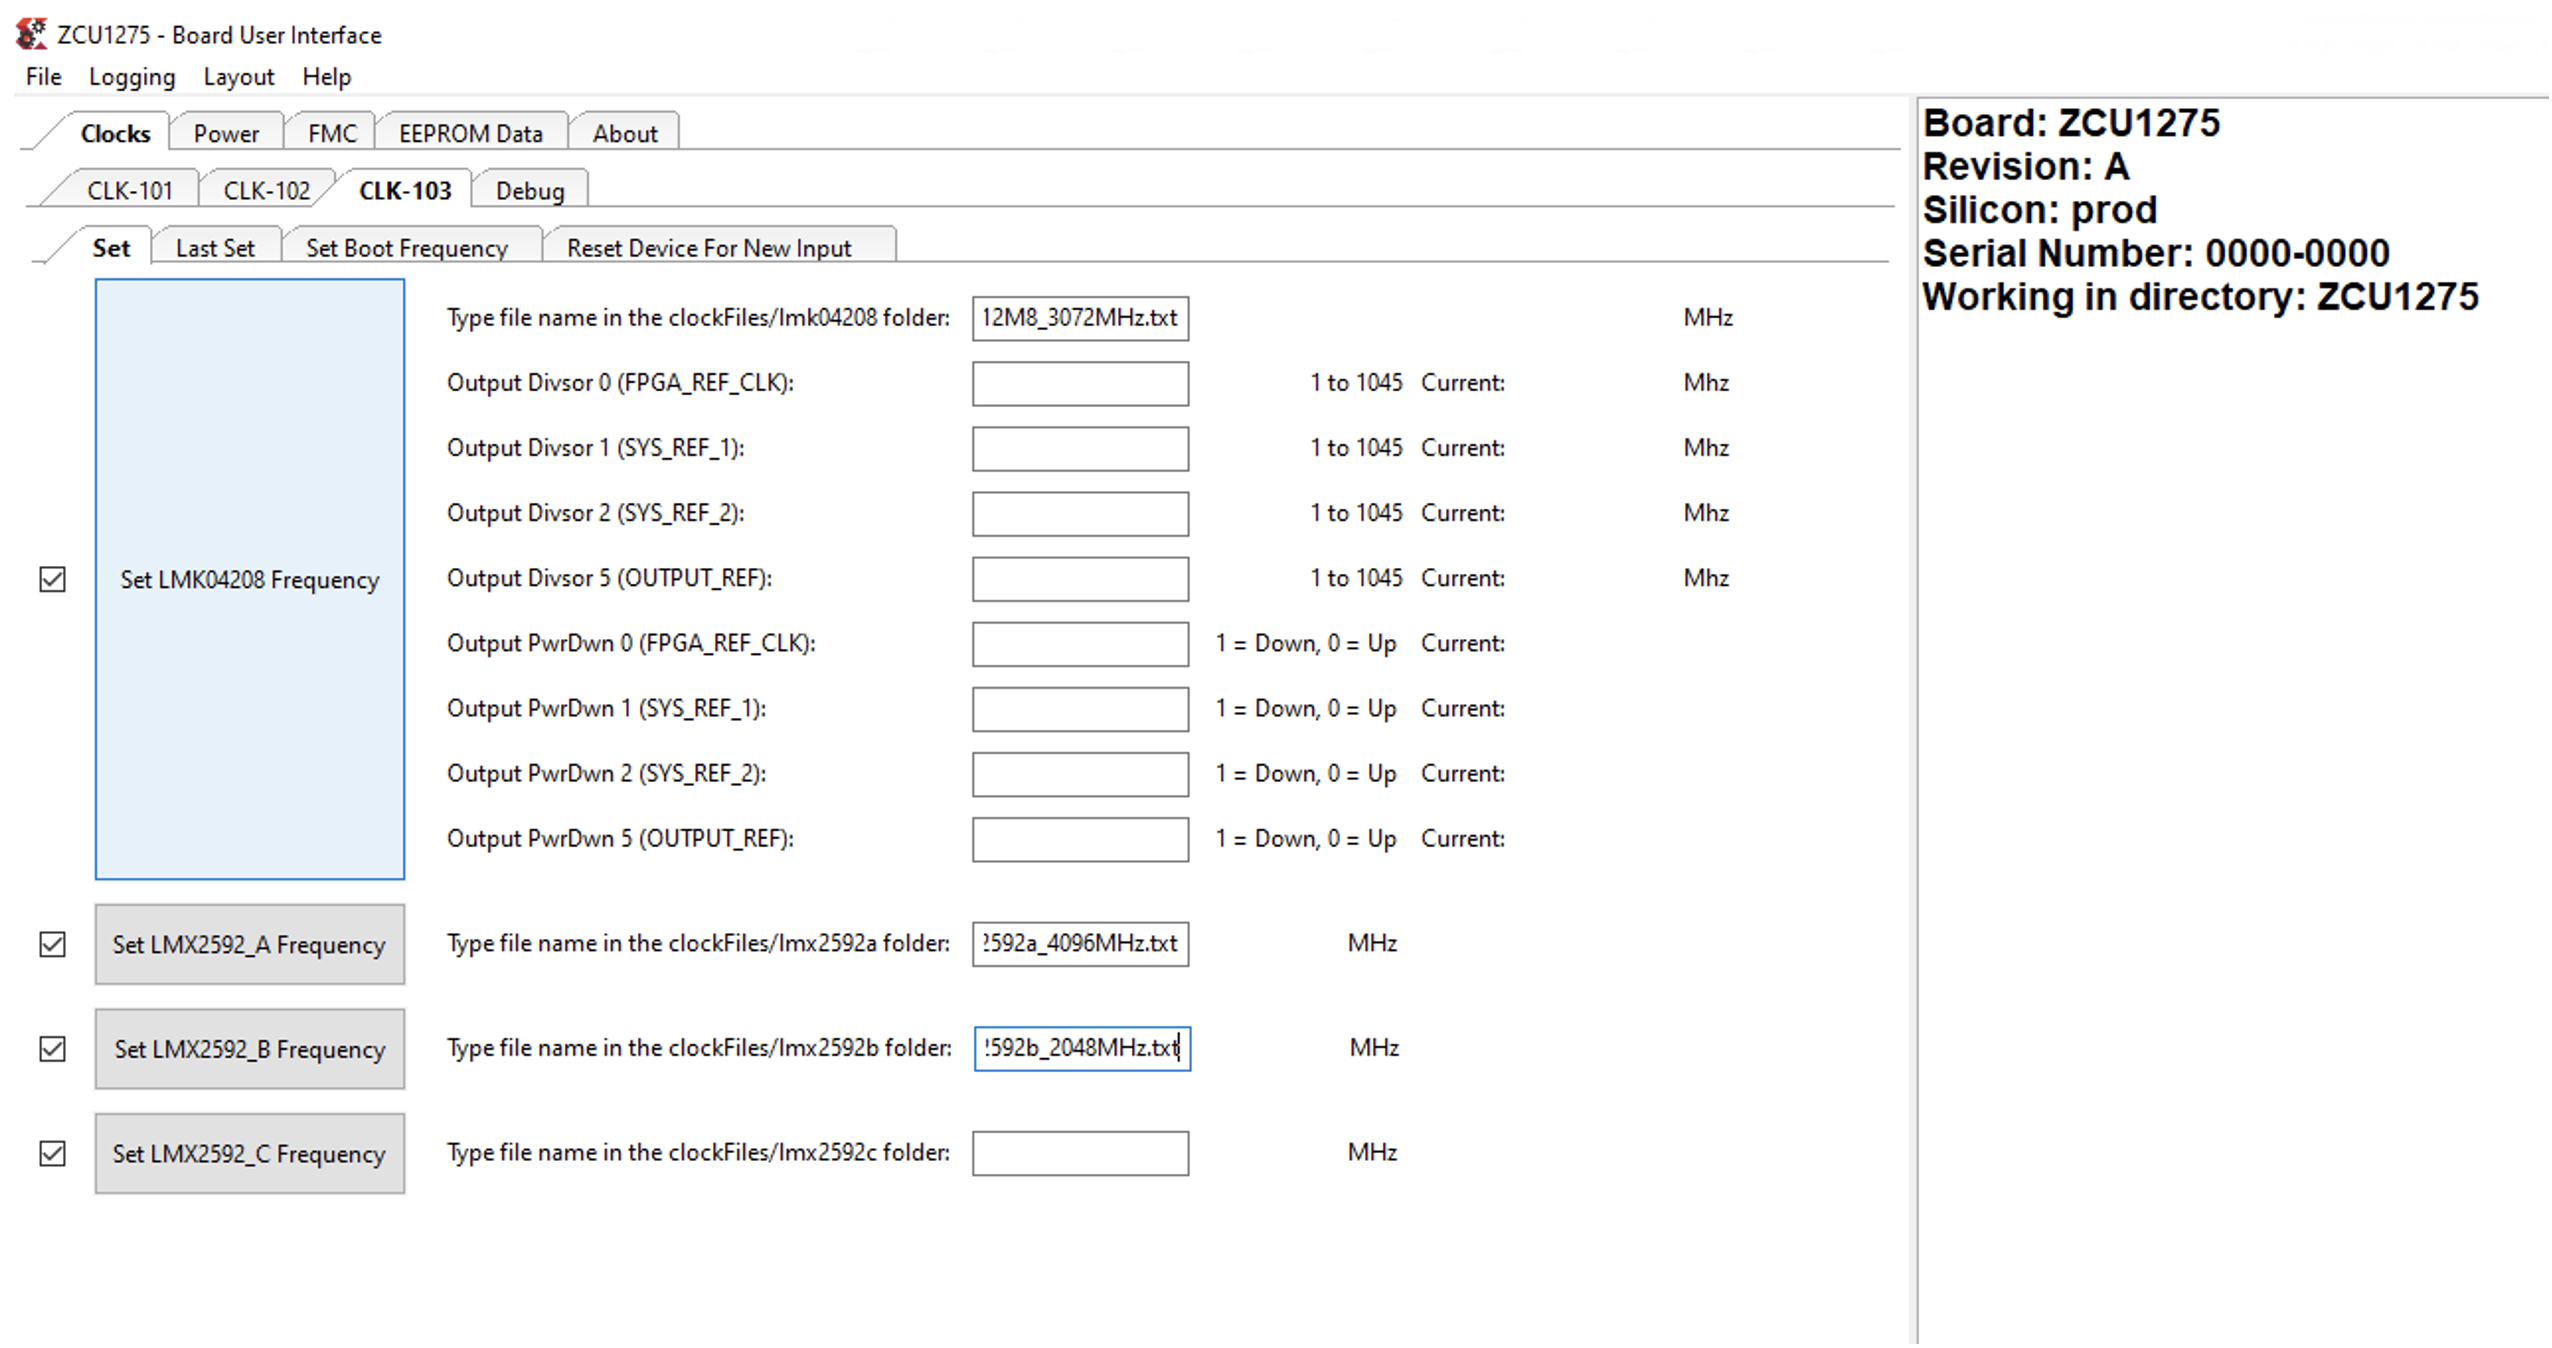 ZCU1275 - Board User Interface
File Logging Layout Help
Clocks Power FMC EEPROM Data About
CLK-101 CLK-102 CLK-103 Debug
Set Last Set Set Boot Frequency Reset Device For New Input
Set LMK04208 Frequency
Type file name in the clockFiles/lmk04208 folder: 12M8_3072MHz.txt MHz
Output Divsor 0 (FPGA_REF_CLK): 1 to 1045 Current: Mhz
Output Divsor 1 (SYS_REF_1): 1 to 1045 Current: Mhz
Output Divsor 2 (SYS_REF_2): 1 to 1045 Current: Mhz
Output Divsor 5 (OUTPUT_REF): 1 to 1045 Current: Mhz
Output PwrDwn 0 (FPGA_REF_CLK): 1 = Down, 0 = Up Current:
Output PwrDwn 1 (SYS_REF_1): 1 = Down, 0 = Up Current:
Output PwrDwn 2 (SYS_REF_2): 1 = Down, 0 = Up Current:
Output PwrDwn 5 (OUTPUT_REF): 1 = Down, 0 = Up Current:
Set LMX2592_A Frequency Type file name in the clockFiles/lmx2592a folder: 2592a_4096MHz.txt MHz
Set LMX2592_B Frequency Type file name in the clockFiles/lmx2592b folder: 2592b_2048MHz.txt MHz
Set LMX2592_C Frequency Type file name in the clockFiles/lmx2592c folder: MHz
Board: ZCU1275
Revision: A
Silicon: prod
Serial Number: 0000-0000
Working in directory: ZCU1275